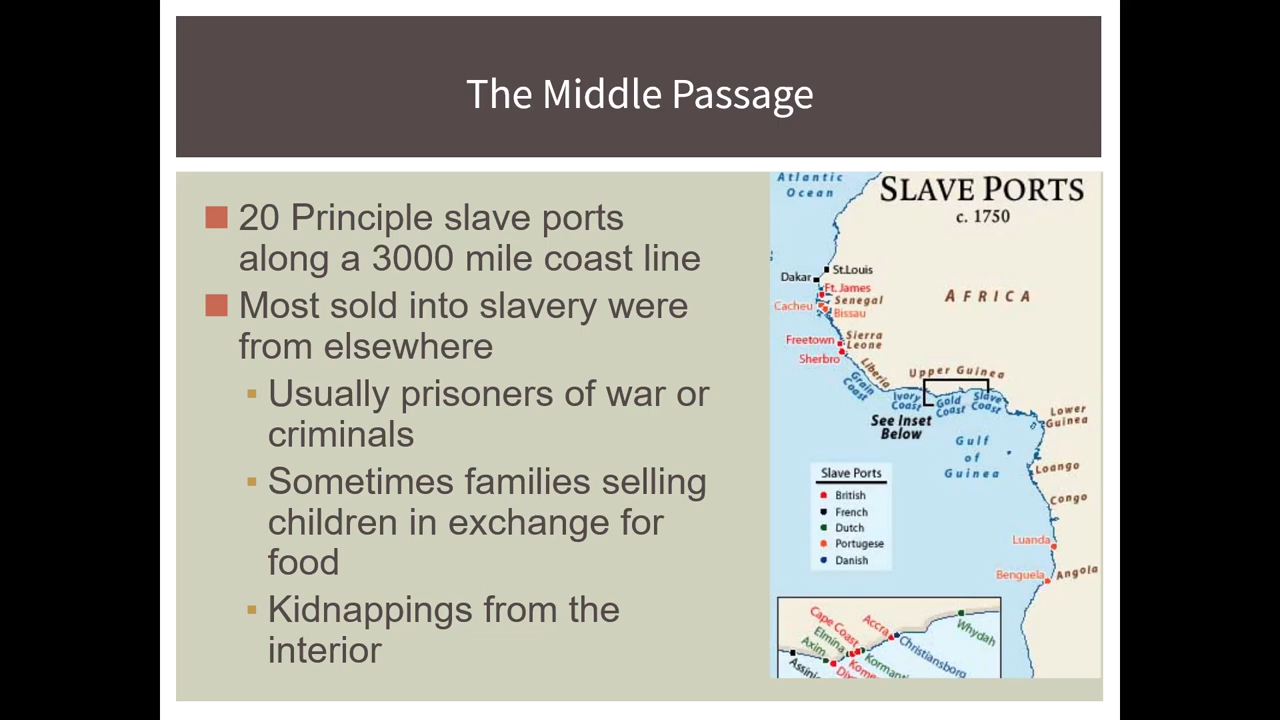 The Middle Passage
20 Principle slave ports
along a 3000 mile coast line
Most sold into slavery were
from elsewhere
Usually prisoners of war or
criminals
Sometimes families selling
children in exchange for
food
Kidnappings from the
interior
Atlantic
Ocean
SLAVE PORTS
c. 1750
St.Louis
Dakar
Ft. James
Senegal
Cacheu
Bissau
AFRICA
Freetown
Sierra
Leone
Sherbro
Liberia
Grain
Coast
Upper Guinea
Ivory
Coast
Gold
Coast
Slave
Coast
See Inset
Below
Lower
Guinea
Gulf
of
Guinea
Loango
Congo
Luanda
Benguela
Angola
Slave Ports
British
French
Dutch
Portugese
Danish
Cape Coast
Accra
Whydah
Elmina
Christiansborg
Axim
Kormanti